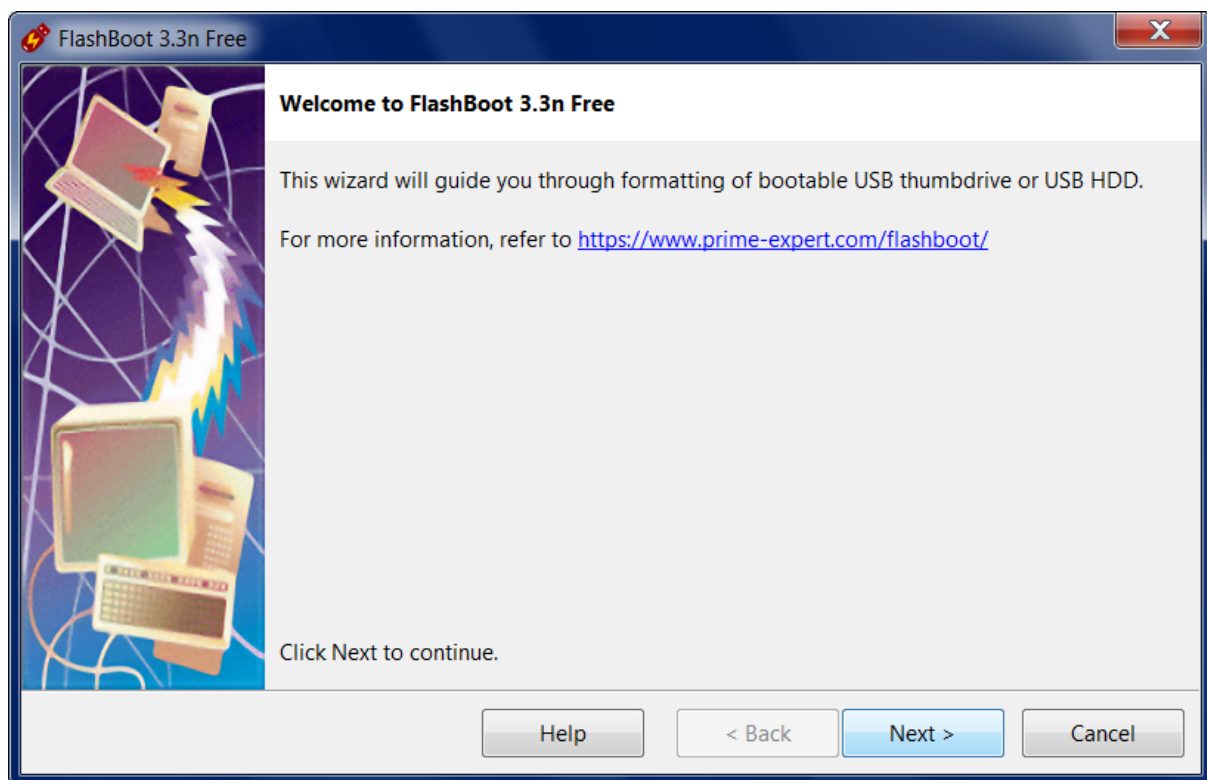 FlashBoot 3.3n Free
Welcome to FlashBoot 3.3n Free
This wizard will guide you through formatting of bootable USB thumbdrive or USB HDD.
For more information, refer to https://www.prime-expert.com/flashboot/
Click Next to continue.
Help
< Back
Next >
Cancel